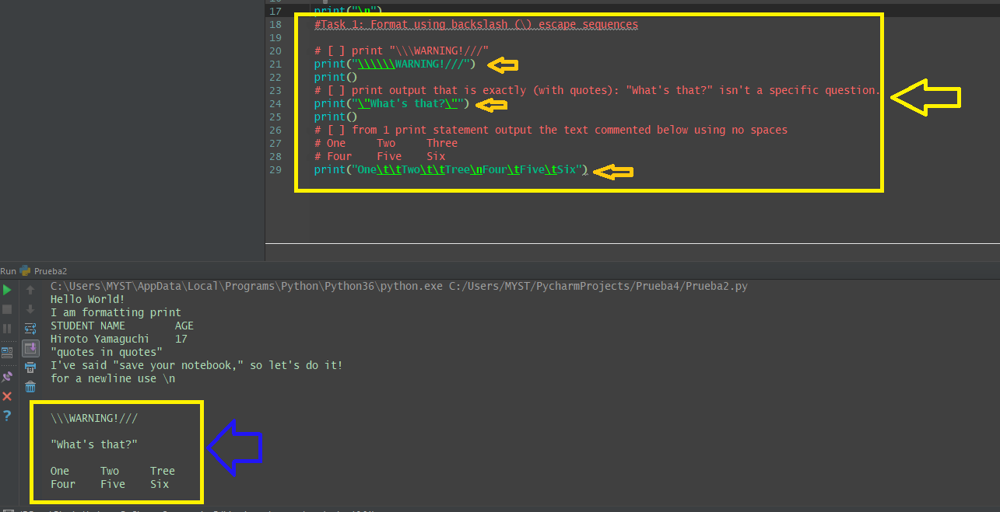 17 print("\n")
18 #Task 1: Format using backslash (\) escape sequences
19
20 # [ ] print "\\\WARNING!///"
21 print("\\\\\\WARNING!///")
22 print()
23 # [ ] print output that is exactly (with quotes): "What's that?" isn't a specific question.
24 print("\"What's that?\"")
25 print()
26 # [ ] from 1 print statement output the text commented below using no spaces
27 # One Two Three
28 # Four Five Six
29 print("One\t\tTwo\t\tTree\nFour\tFive\tSix")
Run Prueba2
C:\Users\MYST\AppData\Local\Programs\Python\Python36\python.exe C:/Users/MYST/PycharmProjects/Prueba4/Prueba2.py
Hello World!
I am formatting print
STUDENT NAME AGE
Hiroto Yamaguchi 17
"quotes in quotes"
I've said "save your notebook," so let's do it!
for a newline use \n
\\\WARNING!///
"What's that?"
One Two Tree
Four Five Six